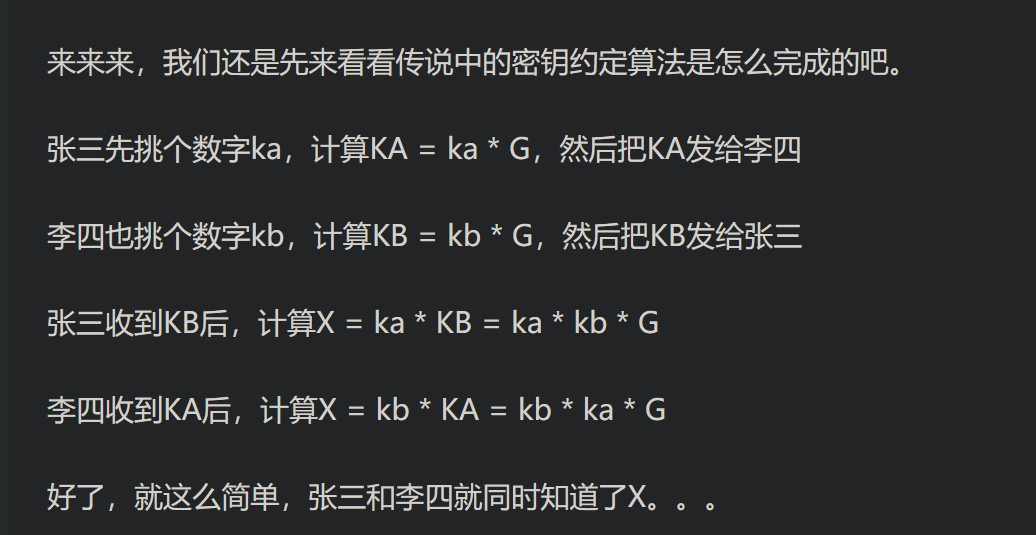 来来来，我们还是先来看看传说中的密钥约定算法是怎么完成的吧。
张三先挑个数字ka，计算KA = ka * G，然后把KA发给李四
李四也挑个数字kb，计算KB = kb * G，然后把KB发给张三
张三收到KB后，计算X = ka * KB = ka * kb * G
李四收到KA后，计算X = kb * KA = kb * ka * G
好了，就这么简单，张三和李四就同时知道了X。。。